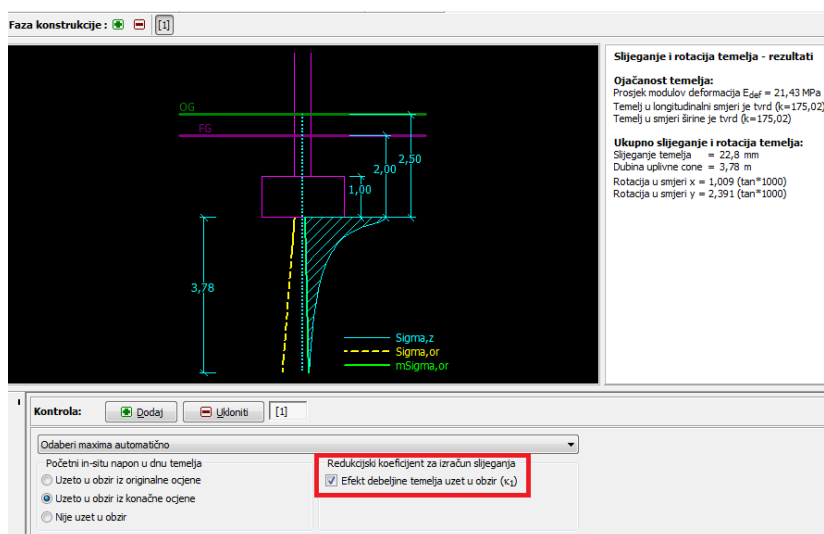 Faza konstrukcije : [1]
OG
FG
2,50
2,00
1,00
3,78
Sigma,z
Sigma,or
mSigma,or
Slijeganje i rotacija temelja - rezultati
Ojačanost temelja:
Prosjek modulov deformacija Edef = 21,43 MPa
Temelj u longitudinalni smjeri je tvrd (k=175,02)
Temelj u smjeri širine je tvrd (k=175,02)
Ukupno slijeganje i rotacija temelja:
Slijeganje temelja = 22,8 mm
Dubina uplivne cone = 3,78 m
Rotacija u smjeri x = 1,009 (tan*1000)
Rotacija u smjeri y = 2,391 (tan*1000)
Kontrola: Dodaj Ukloniti [1]
Odaberi maxima automatično
Početni in-situ napon u dnu temelja
Uzeto u obzir iz originalne ocjene
Uzeto u obzir iz konačne ocjene
Nije uzet u obzir
Redukcijski koeficijent za izračun slijeganja
Efekt debeljine temelja uzet u obzir (κ1)